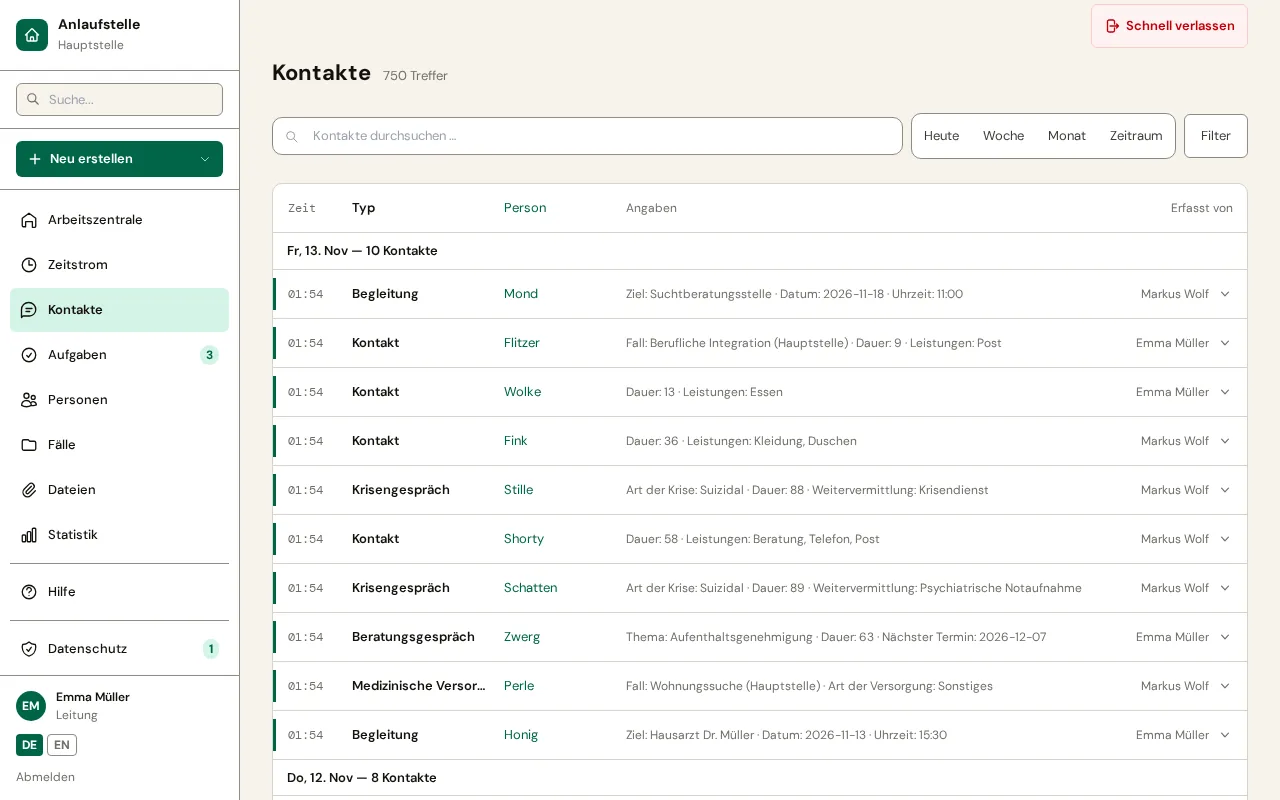 Anlaufstelle
Hauptstelle
Suche...
Neu erstellen
Arbeitszentrale
Zeitstrom
Kontakte
Aufgaben 3
Personen
Fälle
Dateien
Statistik
Hilfe
Datenschutz 1
EM Emma Müller
Leitung
DE EN
Abmelden
Schnell verlassen
Kontakte 750 Treffer
Kontakte durchsuchen … Heute Woche Monat Zeitraum Filter
Zeit Typ Person Angaben Erfasst von
Fr, 13. Nov — 10 Kontakte
01:54 Begleitung Mond Ziel: Suchtberatungsstelle · Datum: 2026-11-18 · Uhrzeit: 11:00 Markus Wolf
01:54 Kontakt Flitzer Fall: Berufliche Integration (Hauptstelle) · Dauer: 9 · Leistungen: Post Emma Müller
01:54 Kontakt Wolke Dauer: 13 · Leistungen: Essen Emma Müller
01:54 Kontakt Fink Dauer: 36 · Leistungen: Kleidung, Duschen Markus Wolf
01:54 Krisengespräch Stille Art der Krise: Suizidal · Dauer: 88 · Weitervermittlung: Krisendienst Markus Wolf
01:54 Kontakt Shorty Dauer: 58 · Leistungen: Beratung, Telefon, Post Markus Wolf
01:54 Krisengespräch Schatten Art der Krise: Suizidal · Dauer: 89 · Weitervermittlung: Psychiatrische Notaufnahme Markus Wolf
01:54 Beratungsgespräch Zwerg Thema: Aufenthaltsgenehmigung · Dauer: 63 · Nächster Termin: 2026-12-07 Emma Müller
01:54 Medizinische Versor… Perle Fall: Wohnungssuche (Hauptstelle) · Art der Versorgung: Sonstiges Markus Wolf
01:54 Begleitung Honig Ziel: Hausarzt Dr. Müller · Datum: 2026-11-13 · Uhrzeit: 15:30 Emma Müller
Do, 12. Nov — 8 Kontakte